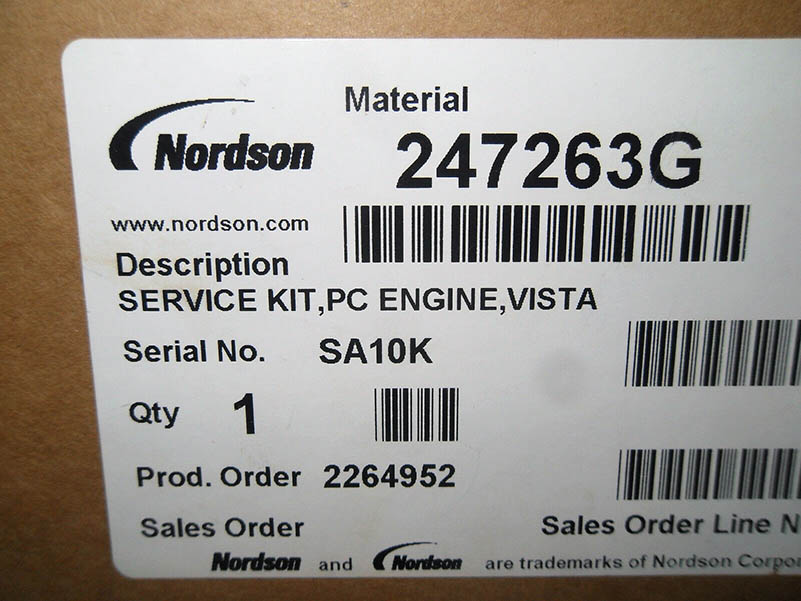 Nordson
Material
247263G
www.nordson.com
Description
SERVICE KIT,PC ENGINE,VISTA
Serial No. SA10K
Qty 1
Prod. Order 2264952
Sales Order Sales Order Line N
Nordson and Nordson are trademarks of Nordson Corpor